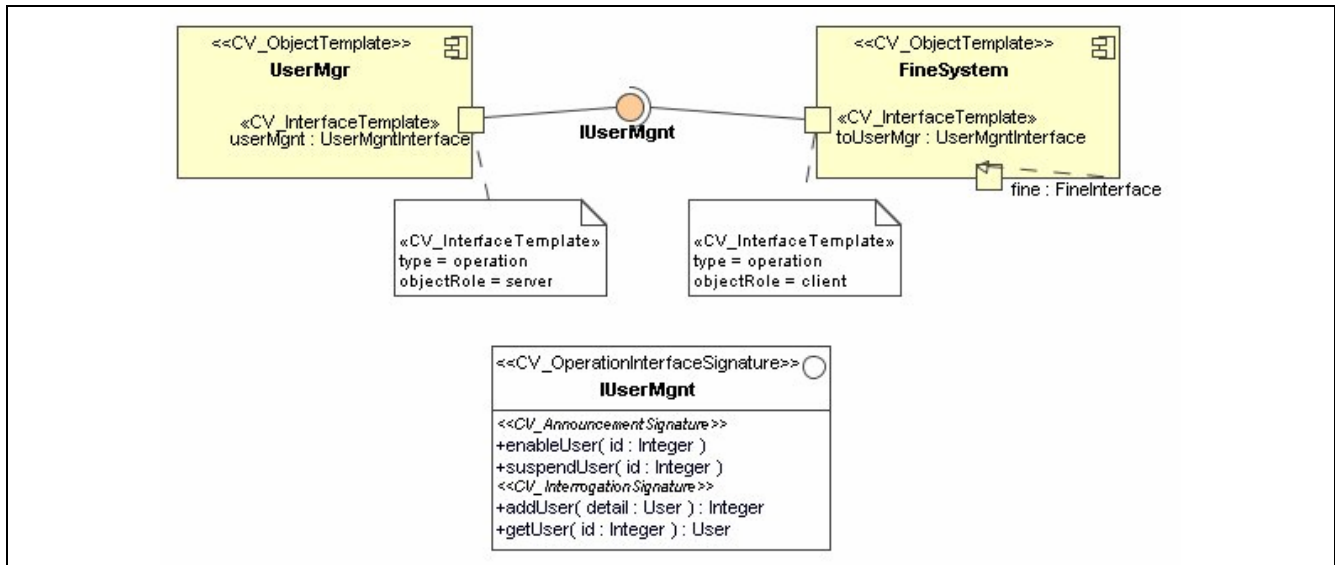 <<CV_ObjectTemplate>>
UserMgr
«CV_InterfaceTemplate»
userMgnt : UserMgntInterface
IUserMgnt
<<CV_ObjectTemplate>>
FineSystem
«CV_InterfaceTemplate»
toUserMgr : UserMgntInterface
fine : FineInterface
«CV_InterfaceTemplate»
type = operation
objectRole = server
«CV_InterfaceTemplate»
type = operation
objectRole = client
<<CV_OperationInterfaceSignature>>
IUserMgnt
<<CV_AnnouncementSignature>>
+enableUser( id : Integer )
+suspendUser( id : Integer )
<<CV_InterrogationSignature>>
+addUser( detail : User ) : Integer
+getUser( id : Integer ) : User